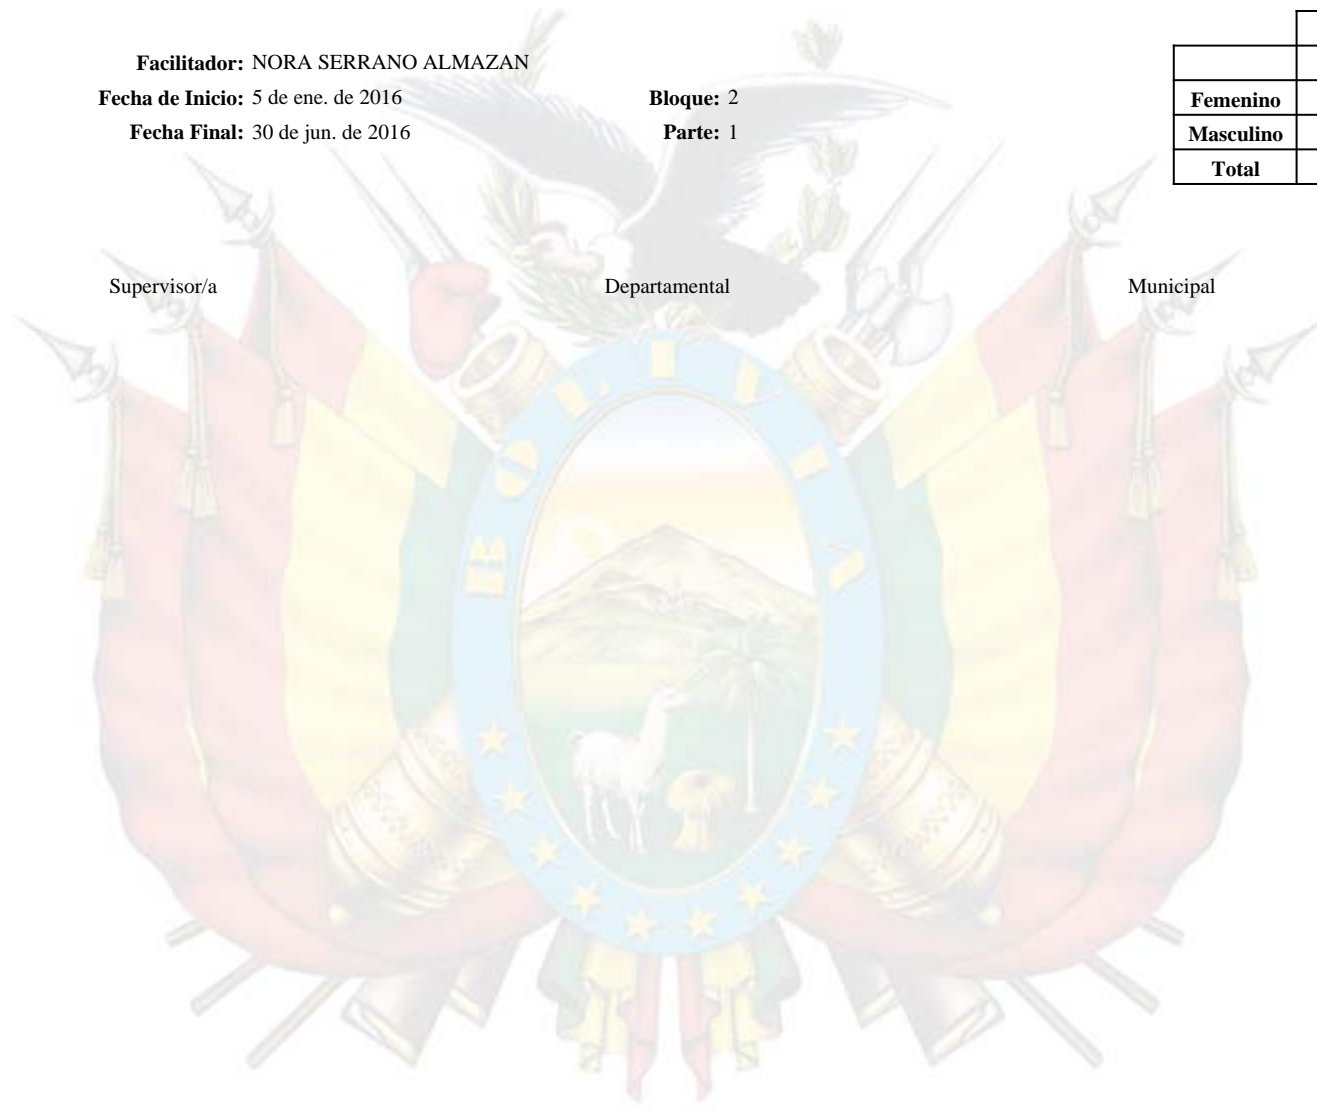 Facilitador: NORA SERRANO ALMAZAN
Fecha de Inicio: 5 de ene. de 2016 Bloque: 2
Fecha Final: 30 de jun. de 2016 Parte: 1
Femenino
Masculino
Total
Supervisor/a Departamental Municipal
BOLIVIA